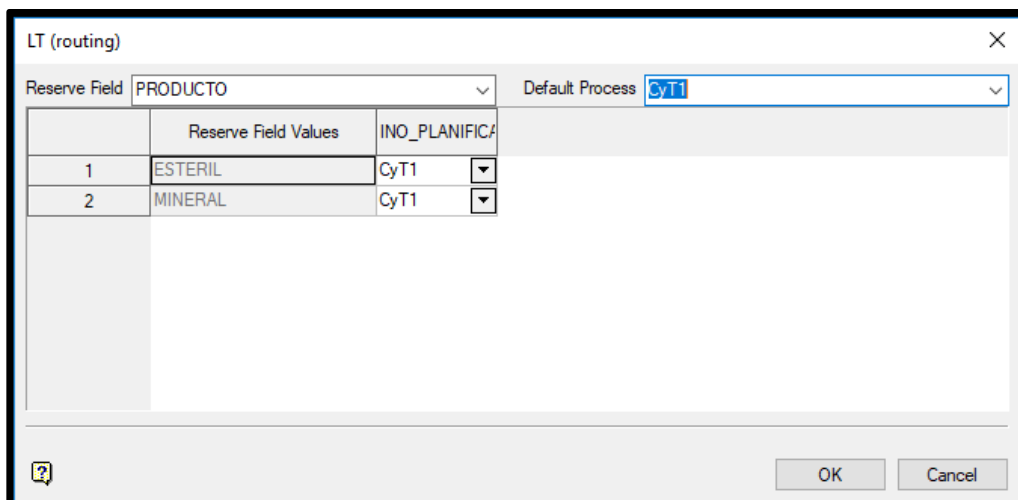 LT (routing)
Reserve Field PRODUCTO Default Process CyT1
Reserve Field Values INO_PLANIFICA
1 ESTERIL CyT1
2 MINERAL CyT1
OK Cancel